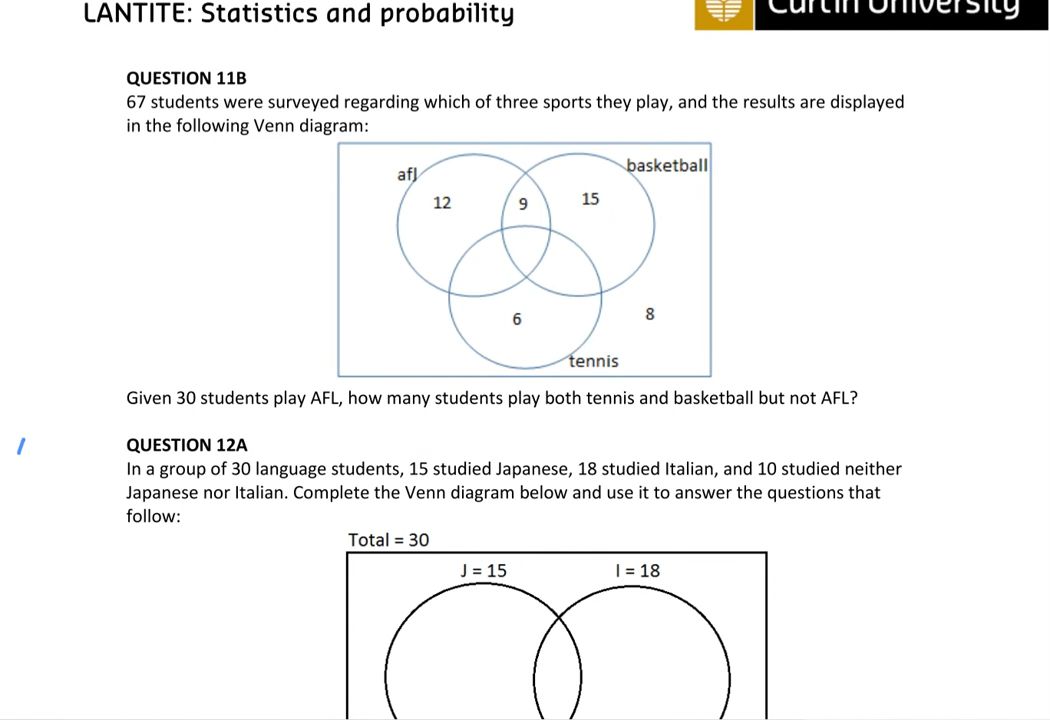 LANTITE: Statistics and probability
Curtin University
QUESTION 11B
67 students were surveyed regarding which of three sports they play, and the results are displayed
in the following Venn diagram:
afl
basketball
12
9
15
6
8
tennis
Given 30 students play AFL, how many students play both tennis and basketball but not AFL?
QUESTION 12A
In a group of 30 language students, 15 studied Japanese, 18 studied Italian, and 10 studied neither
Japanese nor Italian. Complete the Venn diagram below and use it to answer the questions that
follow:
Total = 30
J = 15
I = 18